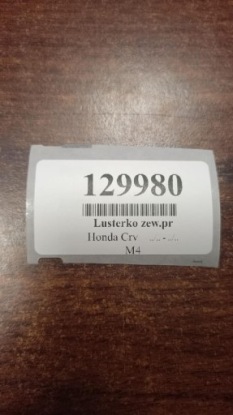 129980
Lusterko zew.pr
Honda Crv
M4